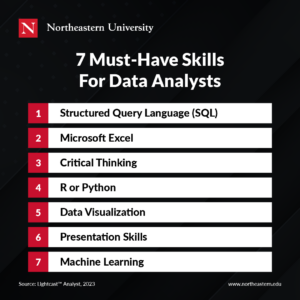 N Northeastern University
7 Must-Have Skills
For Data Analysts
1 Structured Query Language (SQL)
2 Microsoft Excel
3 Critical Thinking
4 R or Python
5 Data Visualization
6 Presentation Skills
7 Machine Learning
Source: Lightcast™ Analyst, 2023 www.northeastern.edu